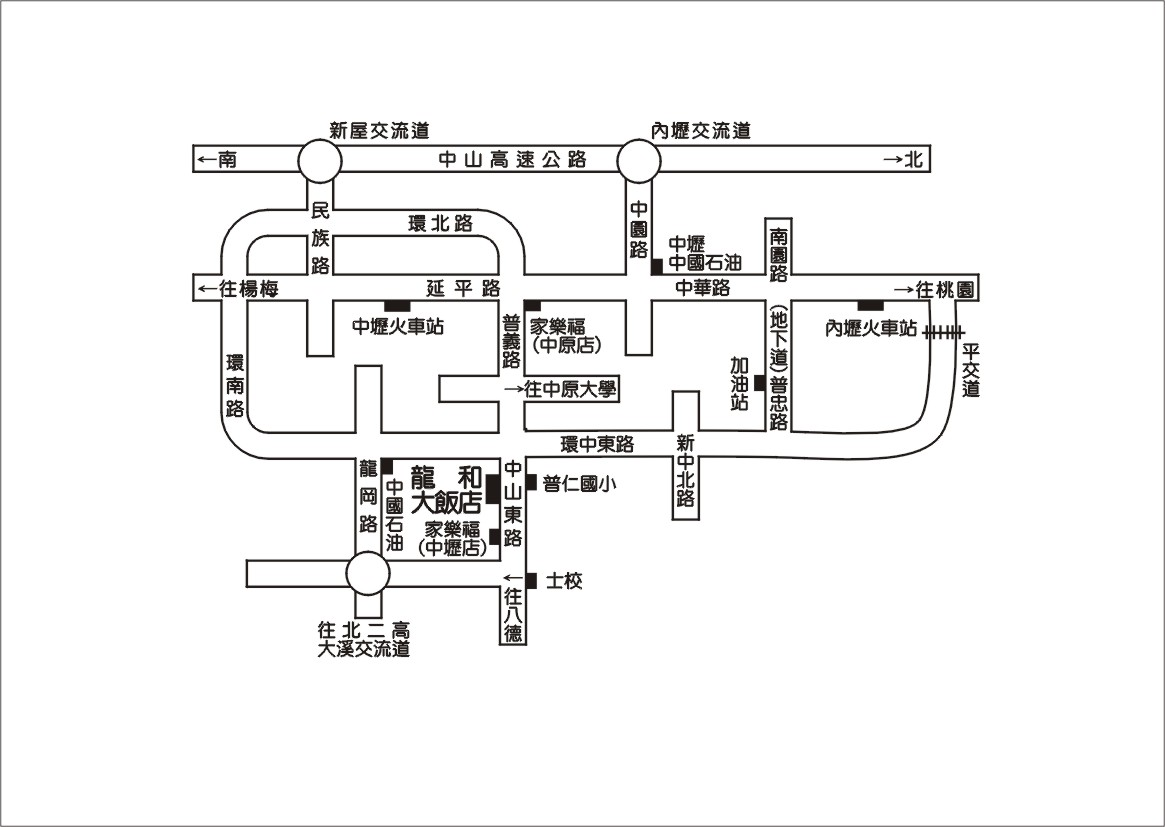 新屋交流道
內壢交流道
←南
中山高速公路
→北
民族路
環北路
中園路
中壢
中國石油
南園路
←往楊梅
延平路
中華路
→往桃園
中壢火車站
普義路
家樂福
(中原店)
(地下道)普忠路
內壢火車站
平交道
環南路
→往中原大學
加油站
環中東路
新中北路
龍岡路
中國石油
龍和
大飯店
中山東路
普仁國小
家樂福
(中壢店)
←往八德
士校
往北二高
大溪交流道